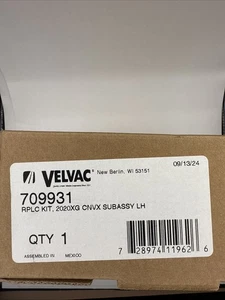 09/13/24
VELVAC®
New Berlin, WI 53151
709931
RPLC KIT, 2020XG CNVX SUBASSY LH
QTY 1
ASSEMBLED IN MEXICO
7 28974 11962 6